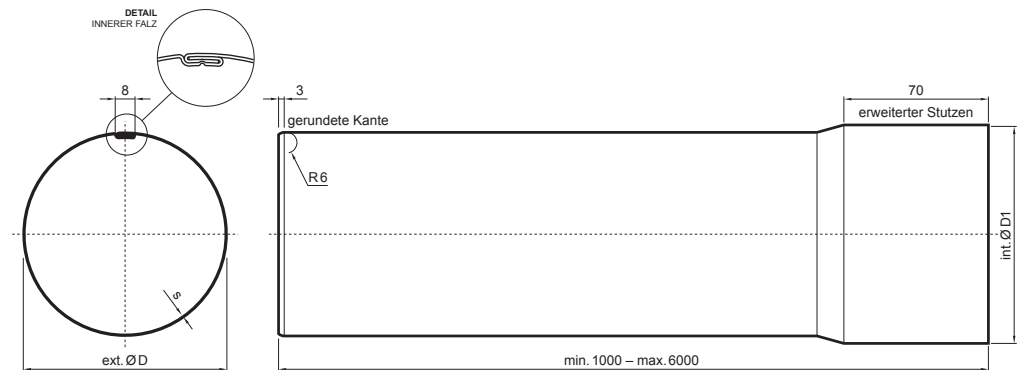 DETAIL
INNERER FALZ
8
3
70
gerundete Kante
erweiterter Stutzen
R6
int. Ø D1
s
ext. Ø D
min. 1000 – max. 6000